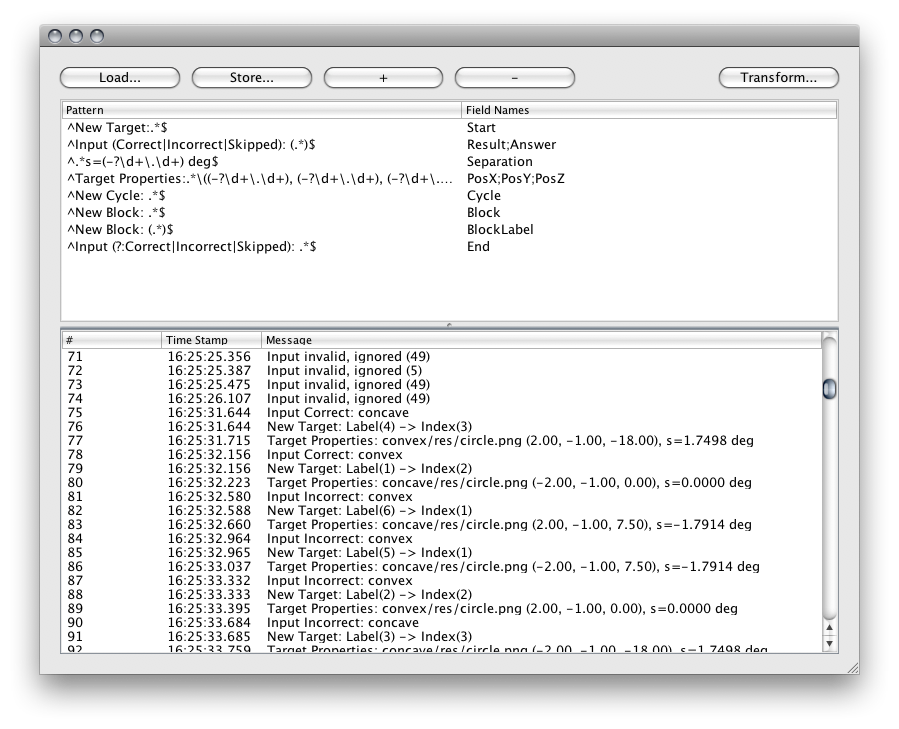 Load... Store... + - Transform...
Pattern Field Names
^New Target:.*$ Start
^Input (Correct|Incorrect|Skipped): (.*)$ Result;Answer
^.*s=(-?\d+\.\d+) deg$ Separation
^Target Properties:.*\((-?\d+\.\d+), (-?\d+\.\d+), (-?\d+\.... PosX;PosY;PosZ
^New Cycle: .*$ Cycle
^New Block: .*$ Block
^New Block: (.*)$ BlockLabel
^Input (?:Correct|Incorrect|Skipped): .*$ End
# Time Stamp Message
71 16:25:25.356 Input invalid, ignored (49)
72 16:25:25.387 Input invalid, ignored (5)
73 16:25:25.475 Input invalid, ignored (49)
74 16:25:26.107 Input invalid, ignored (49)
75 16:25:31.644 Input Correct: concave
76 16:25:31.644 New Target: Label(4) -> Index(3)
77 16:25:31.715 Target Properties: convex/res/circle.png (2.00, -1.00, -18.00), s=1.7498 deg
78 16:25:32.156 Input Correct: convex
79 16:25:32.156 New Target: Label(1) -> Index(2)
80 16:25:32.223 Target Properties: concave/res/circle.png (-2.00, -1.00, 0.00), s=0.0000 deg
81 16:25:32.580 Input Incorrect: convex
82 16:25:32.588 New Target: Label(6) -> Index(1)
83 16:25:32.660 Target Properties: concave/res/circle.png (2.00, -1.00, 7.50), s=-1.7914 deg
84 16:25:32.964 Input Incorrect: convex
85 16:25:32.965 New Target: Label(5) -> Index(1)
86 16:25:33.037 Target Properties: concave/res/circle.png (-2.00, -1.00, 7.50), s=-1.7914 deg
87 16:25:33.332 Input Incorrect: convex
88 16:25:33.333 New Target: Label(2) -> Index(2)
89 16:25:33.395 Target Properties: convex/res/circle.png (2.00, -1.00, 0.00), s=0.0000 deg
90 16:25:33.684 Input Incorrect: concave
91 16:25:33.685 New Target: Label(3) -> Index(3)
92 16:25:33.759 Target Properties: concave/res/circle.png (-2.00, -1.00, -18.00), s=1.7498 deg